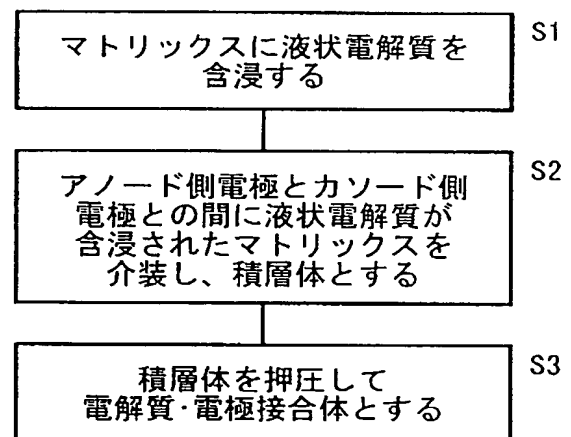 マトリックスに液状電解質を
含浸する
S1
アノード側電極とカソード側
電極との間に液状電解質が
含浸されたマトリックスを
介装し、積層体とする
S2
積層体を押圧して
電解質·電極接合体とする
S3